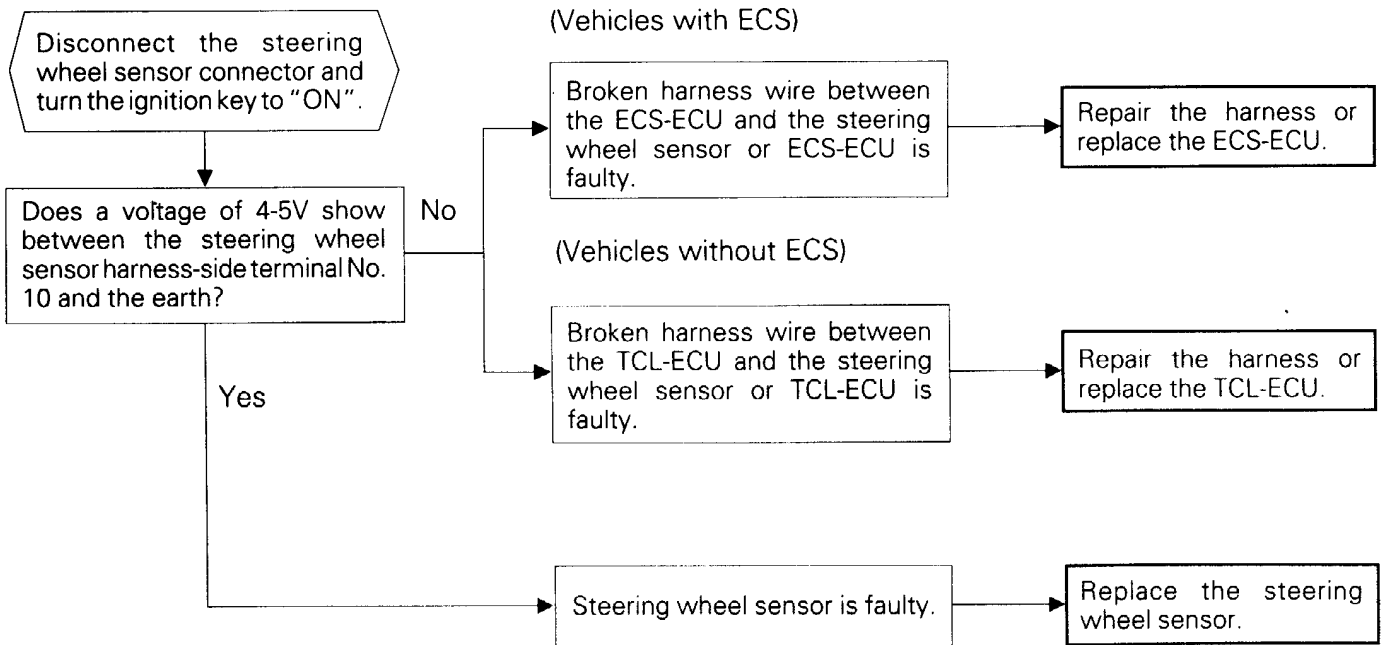 Disconnect the steering
wheel sensor connector and
turn the ignition key to "ON".
Does a voltage of 4-5V show
between the steering wheel
sensor harness-side terminal No.
10 and the earth?
No
Yes
(Vehicles with ECS)
Broken harness wire between
the ECS-ECU and the steering
wheel sensor or ECS-ECU is
faulty.
Repair the harness or
replace the ECS-ECU.
(Vehicles without ECS)
Broken harness wire between
the TCL-ECU and the steering
wheel sensor or TCL-ECU is
faulty.
Repair the harness or
replace the TCL-ECU.
Steering wheel sensor is faulty.
Replace the steering
wheel sensor.